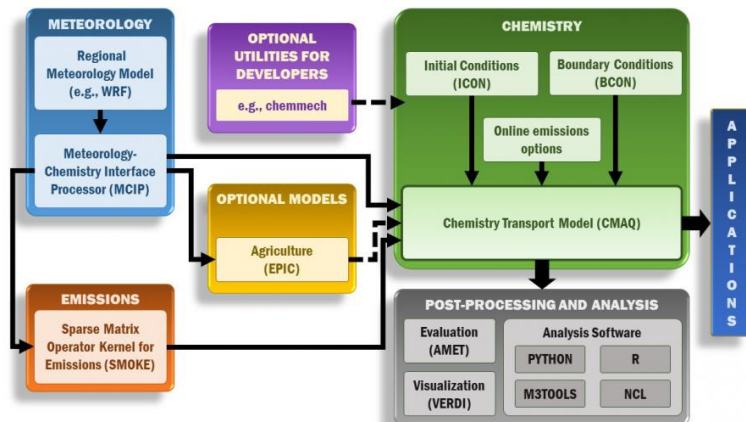 METEOROLOGY
Regional
Meteorology Model
(e.g., WRF)
Meteorology-
Chemistry Interface
Processor (MCIP)
OPTIONAL
UTILITIES FOR
DEVELOPERS
e.g., chemmech
OPTIONAL MODELS
Agriculture
(EPIC)
EMISSIONS
Sparse Matrix
Operator Kernel for
Emissions (SMOKE)
CHEMISTRY
Initial Conditions
(ICON)
Boundary Conditions
(BCON)
Online emissions
options
Chemistry Transport Model (CMAQ)
POST-PROCESSING AND ANALYSIS
Evaluation
(AMET)
Visualization
(VERDI)
Analysis Software
PYTHON
R
M3TOOLS
NCL
APPLICATIONS